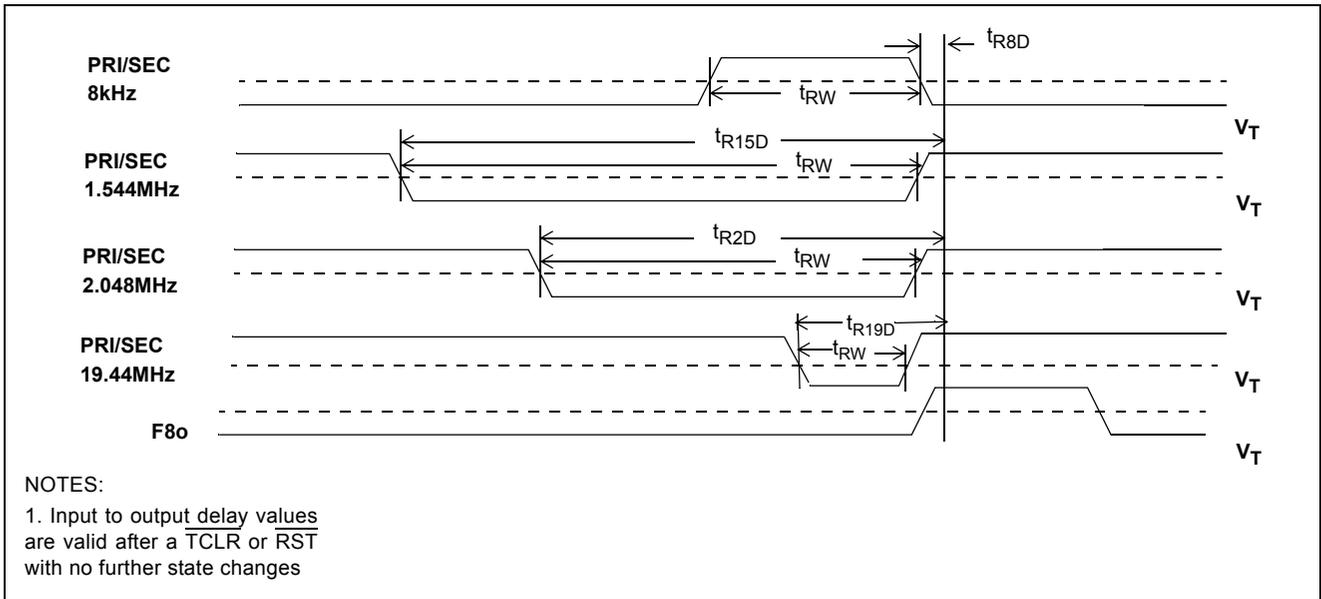 tR8D
PRI/SEC
8kHz
tRW
VT
tR15D
PRI/SEC
1.544MHz
tRW
VT
tR2D
PRI/SEC
2.048MHz
tRW
VT
tR19D
PRI/SEC
19.44MHz
tRW
VT
F8o
VT
NOTES:
1. Input to output delay values
are valid after a TCLR or RST
with no further state changes